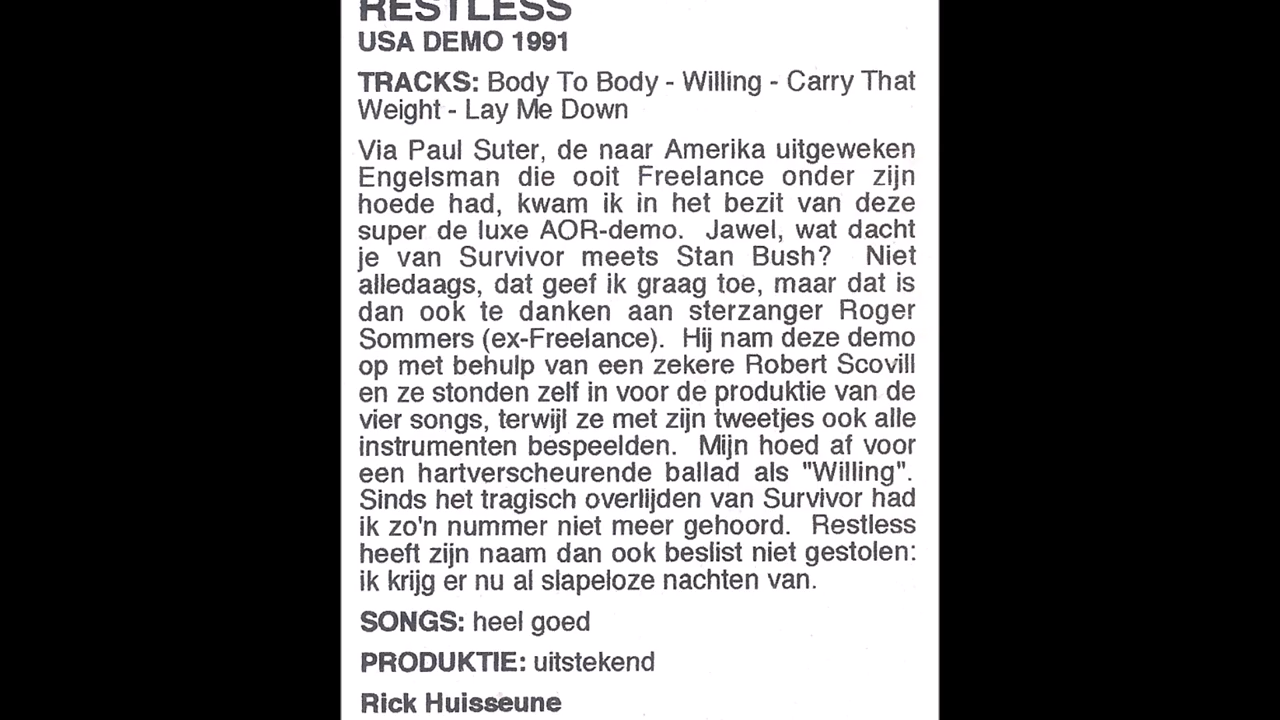 RESTLESS
USA DEMO 1991
TRACKS: Body To Body - Willing - Carry That
Weight - Lay Me Down
Via Paul Suter, de naar Amerika uitgeweken
Engelsman die ooit Freelance onder zijn
hoede had, kwam ik in het bezit van deze
super de luxe AOR-demo. Jawel, wat dacht
je van Survivor meets Stan Bush? Niet
alledaags, dat geef ik graag toe, maar dat is
dan ook te danken aan sterzanger Roger
Sommers (ex-Freelance). Hij nam deze demo
op met behulp van een zekere Robert Scovill
en ze stonden zelf in voor de produktie van de
vier songs, terwijl ze met zijn tweetjes ook alle
instrumenten bespeelden. Mijn hoed af voor
een hartverscheurende ballad als "Willing".
Sinds het tragisch overlijden van Survivor had
ik zo'n nummer niet meer gehoord. Restless
heeft zijn naam dan ook beslist niet gestolen:
ik krijg er nu al slapeloze nachten van.
SONGS: heel goed
PRODUKTIE: uitstekend
Rick Huisseune